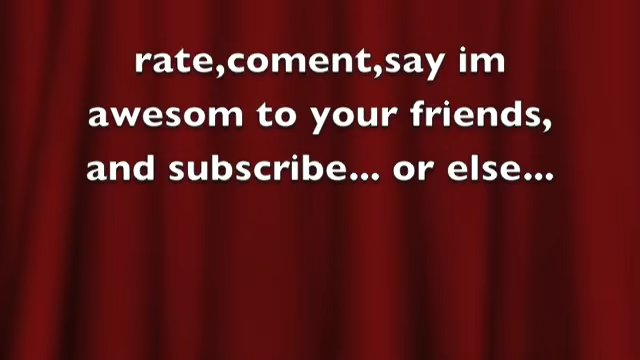 rate,coment,say im
awesom to your friends,
and subscribe... or else...